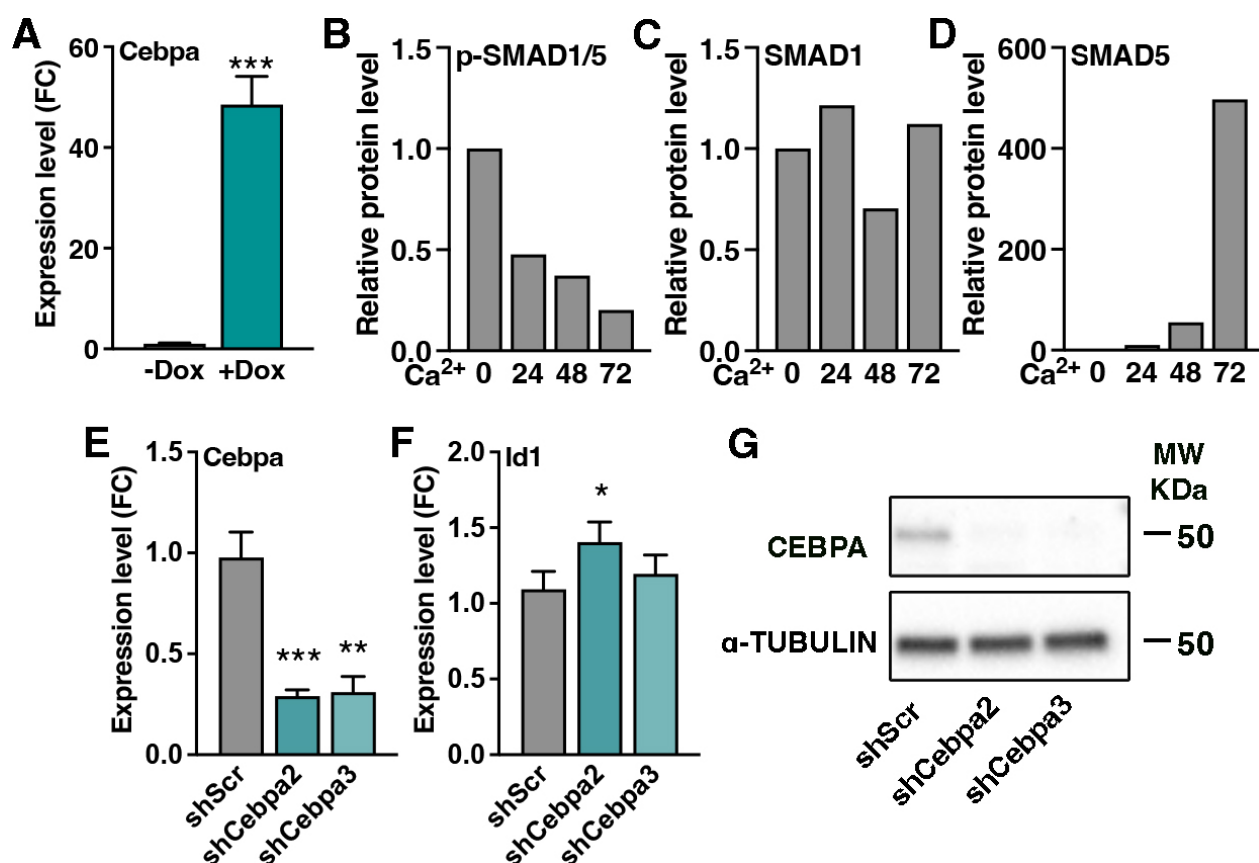 A
Cebpa
Expression level (FC)
60
40
20
0
***
-Dox +Dox
B
p-SMAD1/5
Relative protein level
1.5
1.0
0.5
0.0
Ca2+ 0 24 48 72
C
SMAD1
Relative protein level
1.5
1.0
0.5
0.0
Ca2+ 0 24 48 72
D
SMAD5
Relative protein level
600
400
200
0
Ca2+ 0 24 48 72
E
Cebpa
Expression level (FC)
1.5
1.0
0.5
0.0
*** **
shScr
shCebpa2
shCebpa3
F
Id1
Expression level (FC)
2.0
1.5
1.0
0.5
0.0
*
shScr
shCebpa2
shCebpa3
G
MW
KDa
CEBPA
50
α-TUBULIN
50
shScr
shCebpa2
shCebpa3